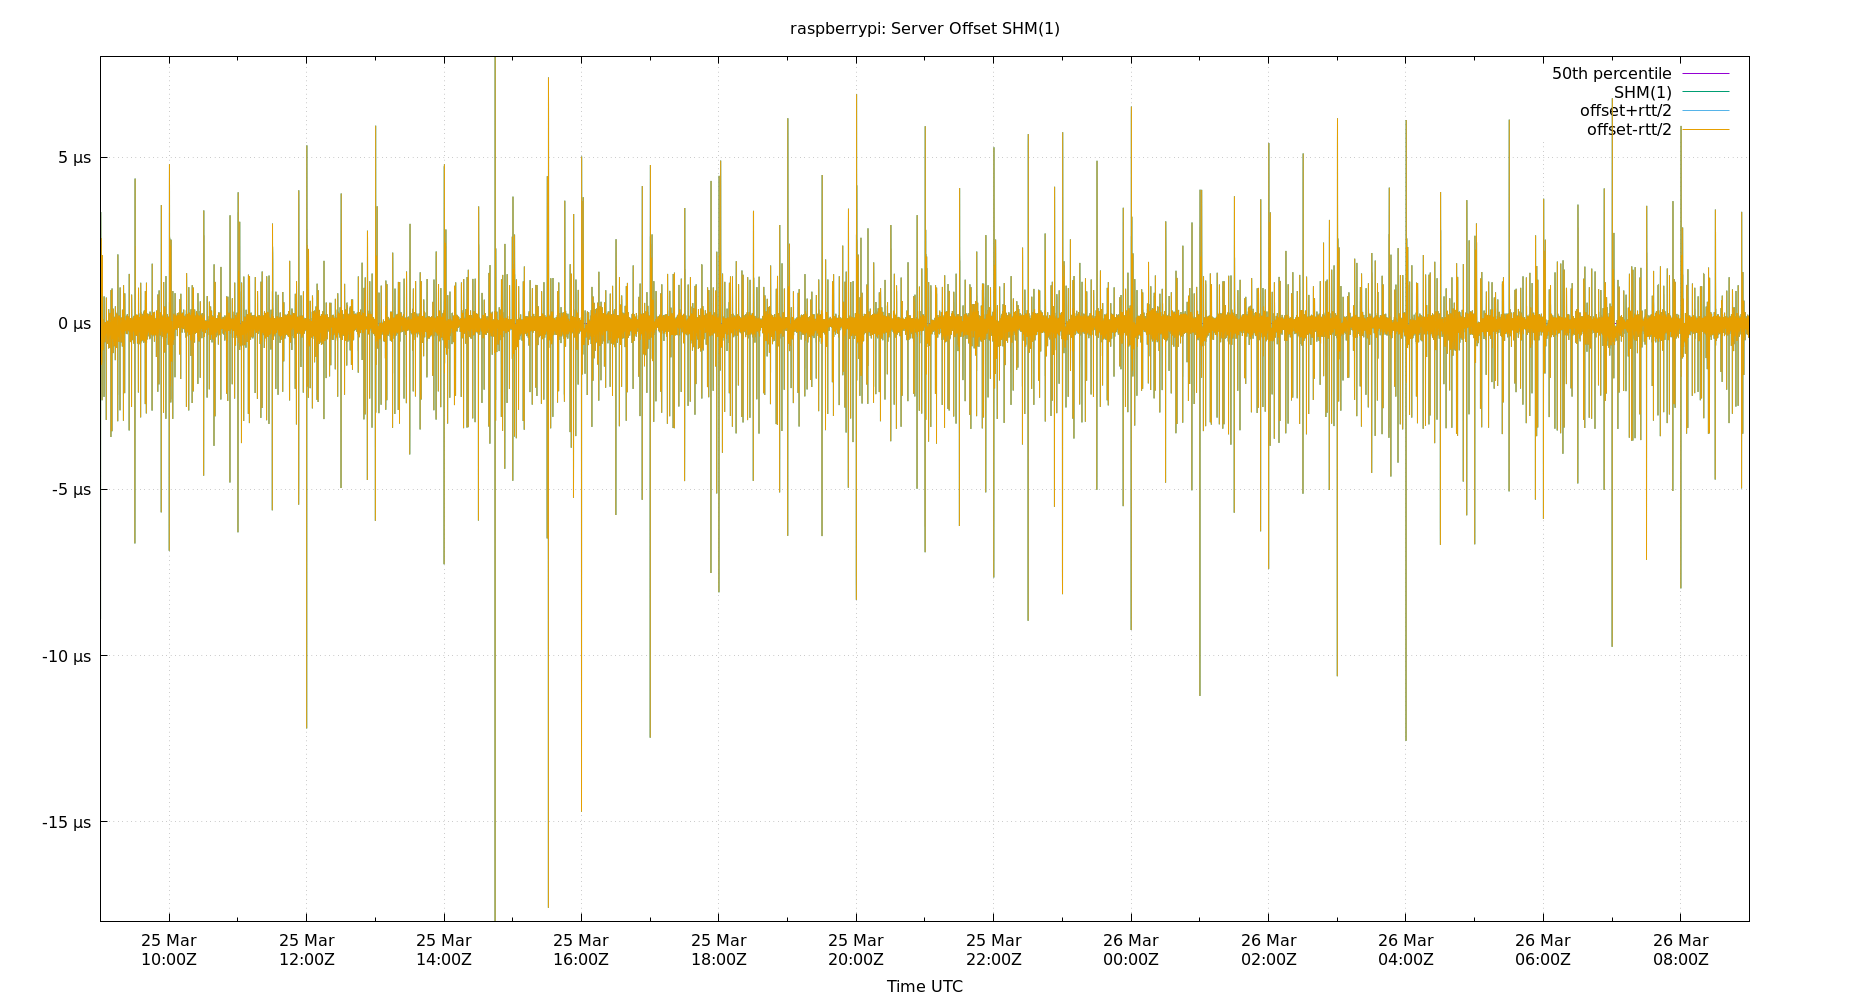 raspberrypi: Server Offset SHM(1)
50th percentile
SHM(1)
offset+rtt/2
offset-rtt/2
5 µs
0 µs
-5 µs
-10 µs
-15 µs
25 Mar 25 Mar 25 Mar 25 Mar 25 Mar 25 Mar 25 Mar 26 Mar 26 Mar 26 Mar 26 Mar 26 Mar
10:00Z 12:00Z 14:00Z 16:00Z 18:00Z 20:00Z 22:00Z 00:00Z 02:00Z 04:00Z 06:00Z 08:00Z
Time UTC